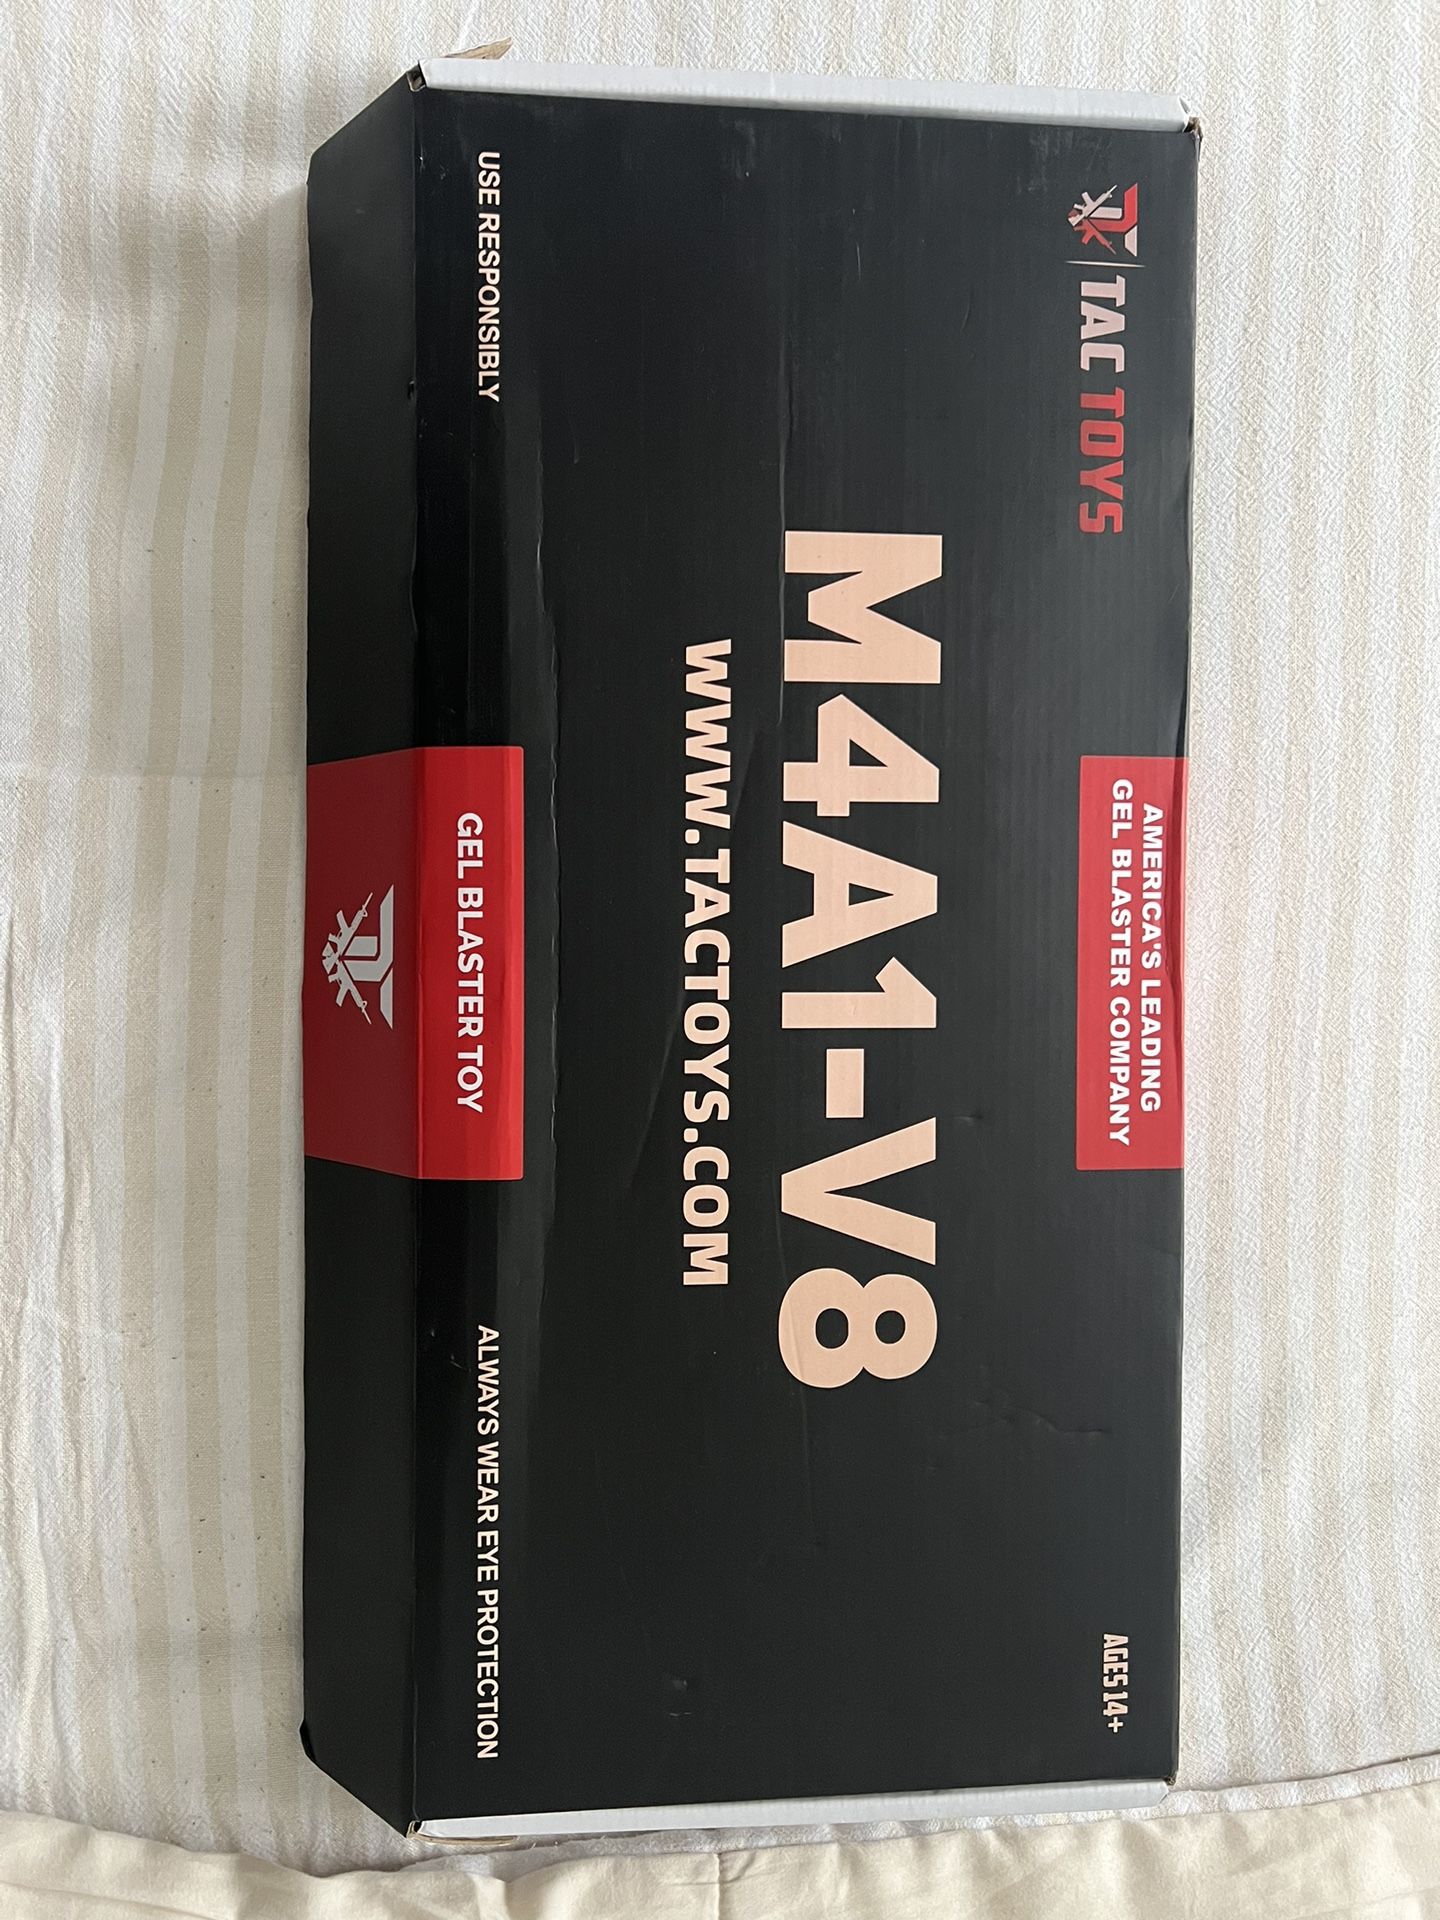 TAC TOYS
AMERICA'S LEADING
GEL BLASTER COMPANY
AGES 14+
M4A1-V8
WWW.TACTOYS.COM
USE RESPONSIBLY
GEL BLASTER TOY
ALWAYS WEAR EYE PROTECTION